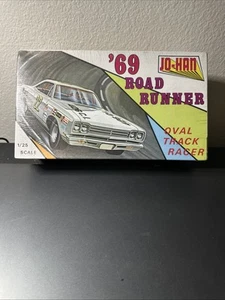 '69
JO-HAN
ROAD
RUNNER
OVAL
TRACK
RACER
1/25
SCALE